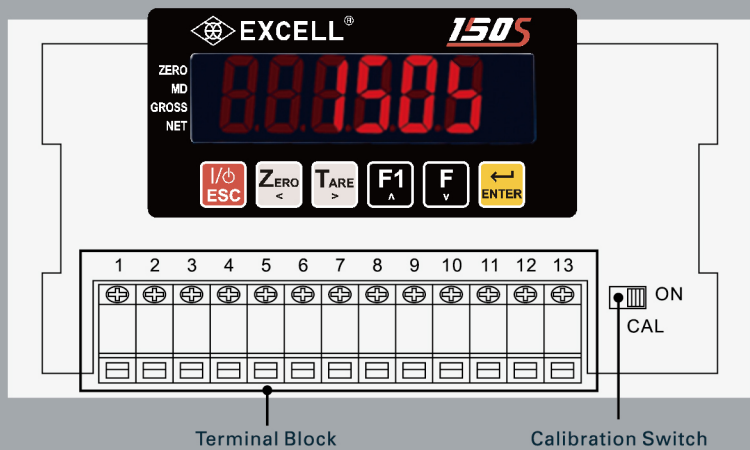 EXCELL® 150S
ZERO
MD
GROSS
NET
150S
I/⏻ ESC
ZERO <
TARE >
F1 ∧
F ∨
↵ ENTER
1 2 3 4 5 6 7 8 9 10 11 12 13
ON
CAL
Terminal Block
Calibration Switch